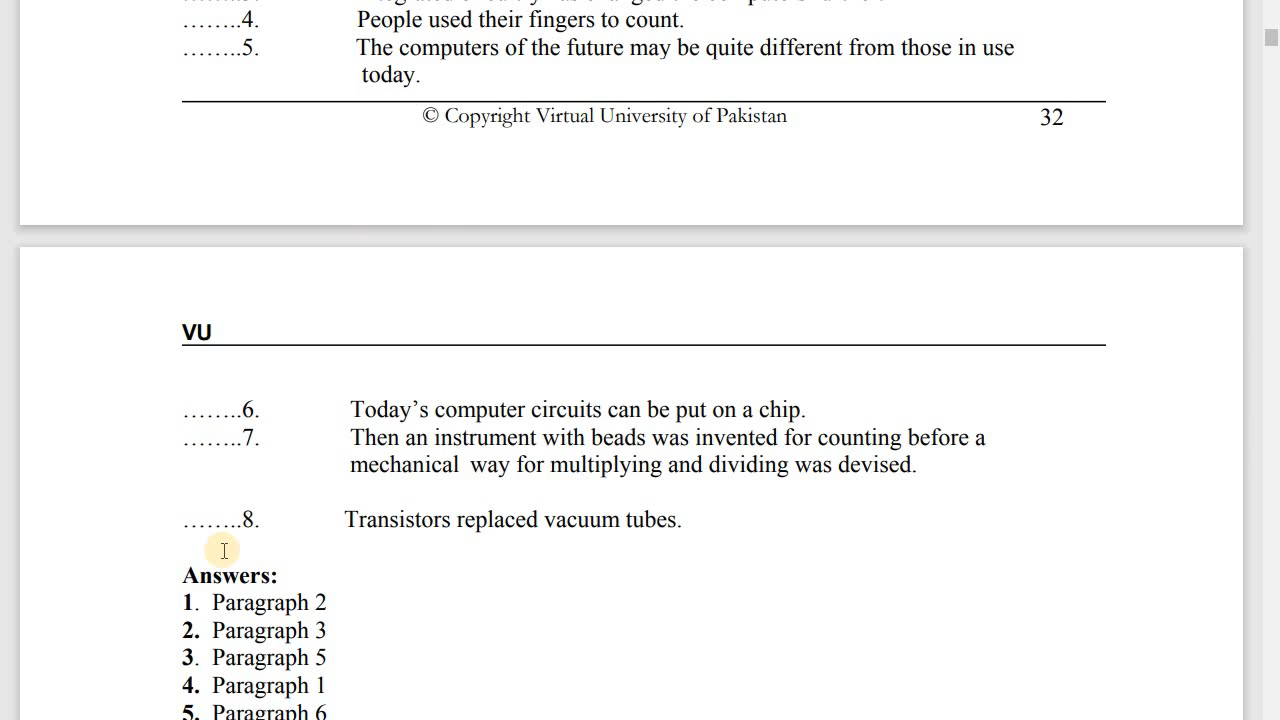 ........4. People used their fingers to count.
........5. The computers of the future may be quite different from those in use
today.
© Copyright Virtual University of Pakistan 32
VU
........6. Today’s computer circuits can be put on a chip.
........7. Then an instrument with beads was invented for counting before a
mechanical way for multiplying and dividing was devised.
........8. Transistors replaced vacuum tubes.
Answers:
1. Paragraph 2
2. Paragraph 3
3. Paragraph 5
4. Paragraph 1
5. Paragraph 6